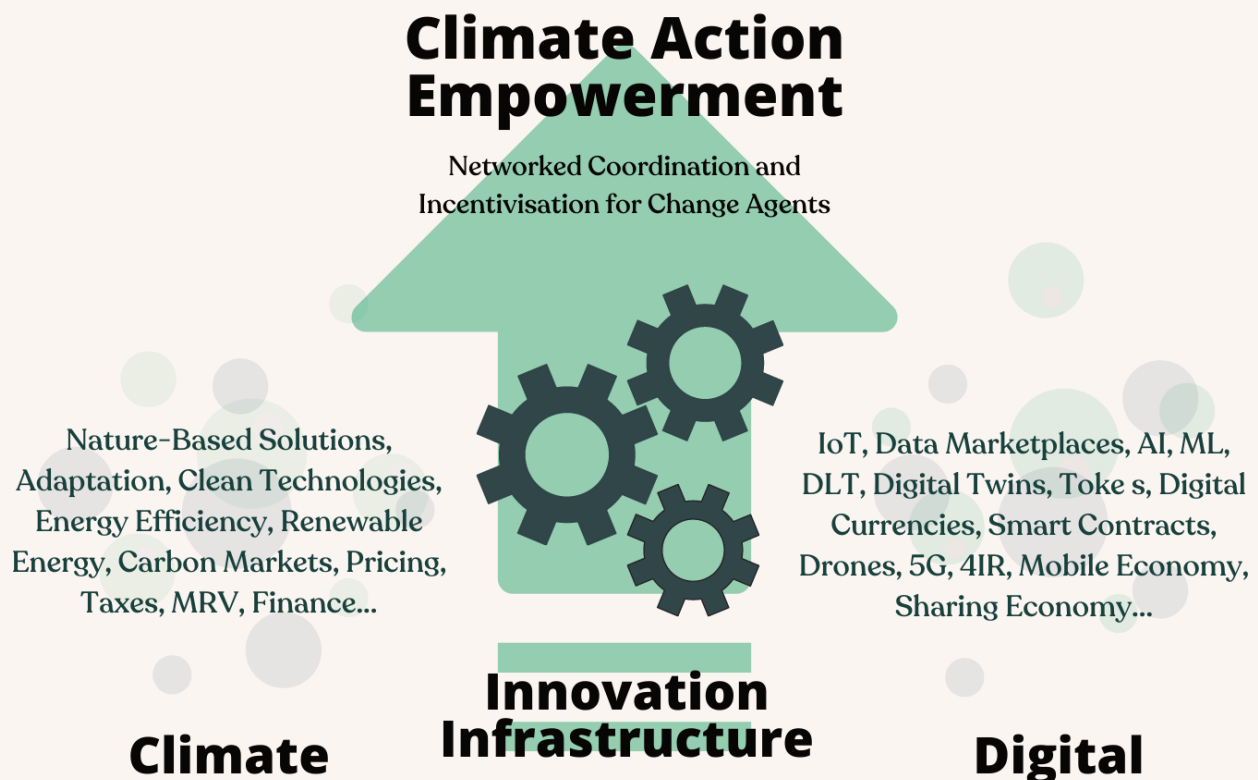 Climate Action
Empowerment
Networked Coordination and
Incentivisation for Change Agents
Nature-Based Solutions,
Adaptation, Clean Technologies,
Energy Efficiency, Renewable
Energy, Carbon Markets, Pricing,
Taxes, MRV, Finance...
IoT, Data Marketplaces, AI, ML,
DLT, Digital Twins, Toke s, Digital
Currencies, Smart Contracts,
Drones, 5G, 4IR, Mobile Economy,
Sharing Economy...
Innovation
Infrastructure
Climate
Digital